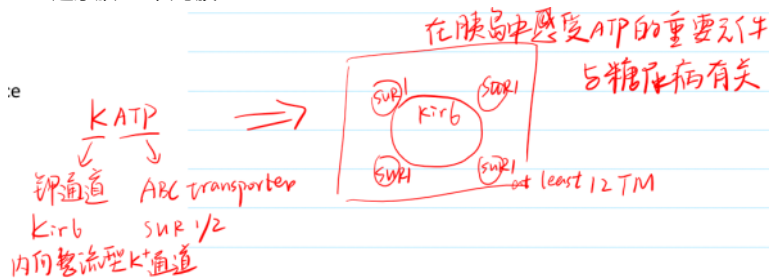 在胰岛中感受ATP的重要元件
与糖尿病有关
:e
KATP
SUR1
SUR1
Kir6
SUR1
SUR1
at least 12 TM
钾通道 ABC transporter
Kir6 SUR 1/2
内向整流型K⁺通道